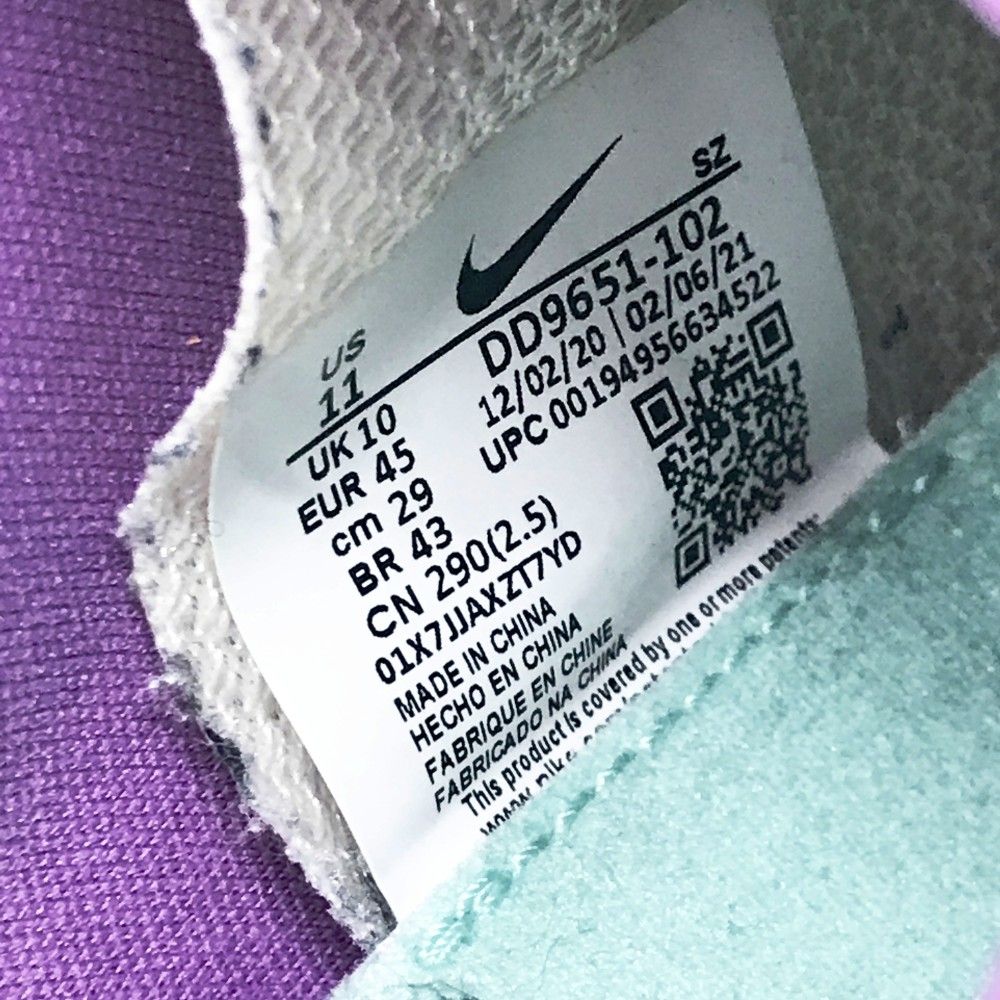 SZ
US
11
DD9651-102
12/02/20 | 02/06/21
UPC 00194956634522
UK 10
EUR 45
cm 29
BR 43
CN 290(2.5)
01X7JJAXZT7YD
MADE IN CHINA
HECHO EN CHINA
FABRIQUE EN CHINE
FABRICADO NA CHINA
This product is covered by one or more patents.